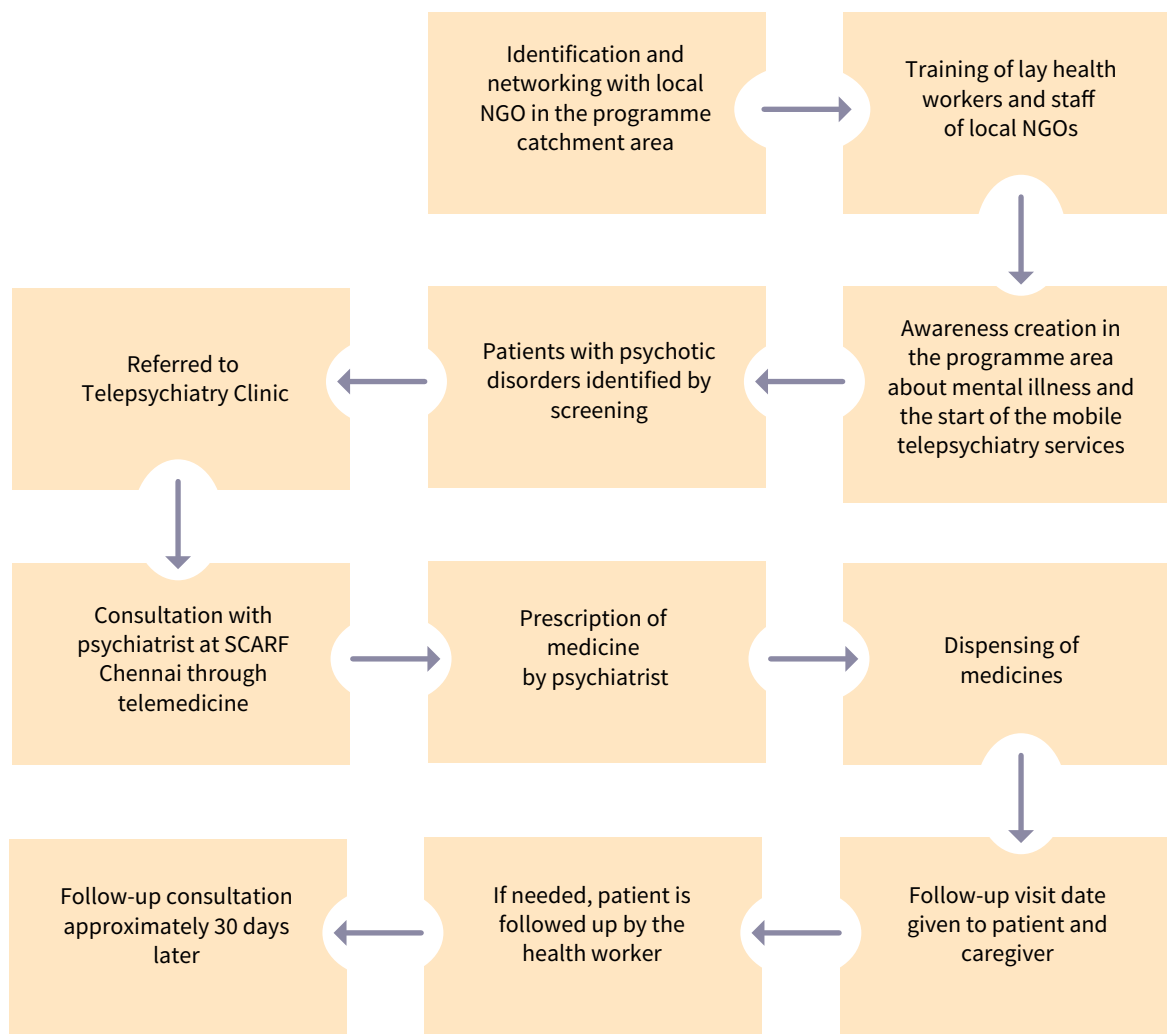 Identification and
networking with local
NGO in the programme
catchment area
Training of lay health
workers and staff
of local NGOs
Awareness creation in
the programme area
about mental illness and
the start of the mobile
telepsychiatry services
Patients with psychotic
disorders identified by
screening
Referred to
Telepsychiatry Clinic
Consultation with
psychiatrist at SCARF
Chennai through
telemedicine
Prescription of
medicine
by psychiatrist
Dispensing of
medicines
Follow-up visit date
given to patient and
caregiver
If needed, patient is
followed up by the
health worker
Follow-up consultation
approximately 30 days
later